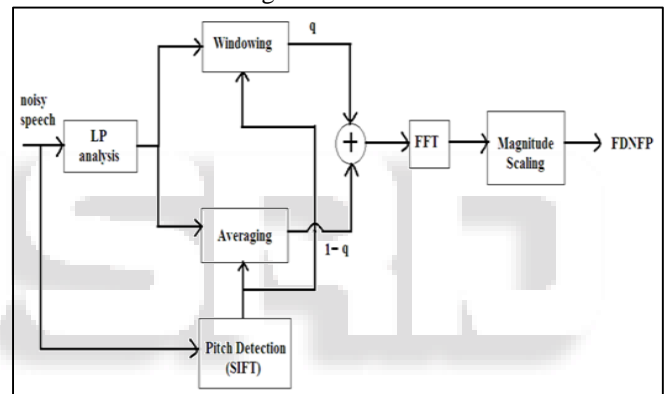 Windowing
q
noisy
speech
LP
analysis
+
FFT
Magnitude
Scaling
FDNFP
Averaging
1- q
Pitch Detection
(SIFT)